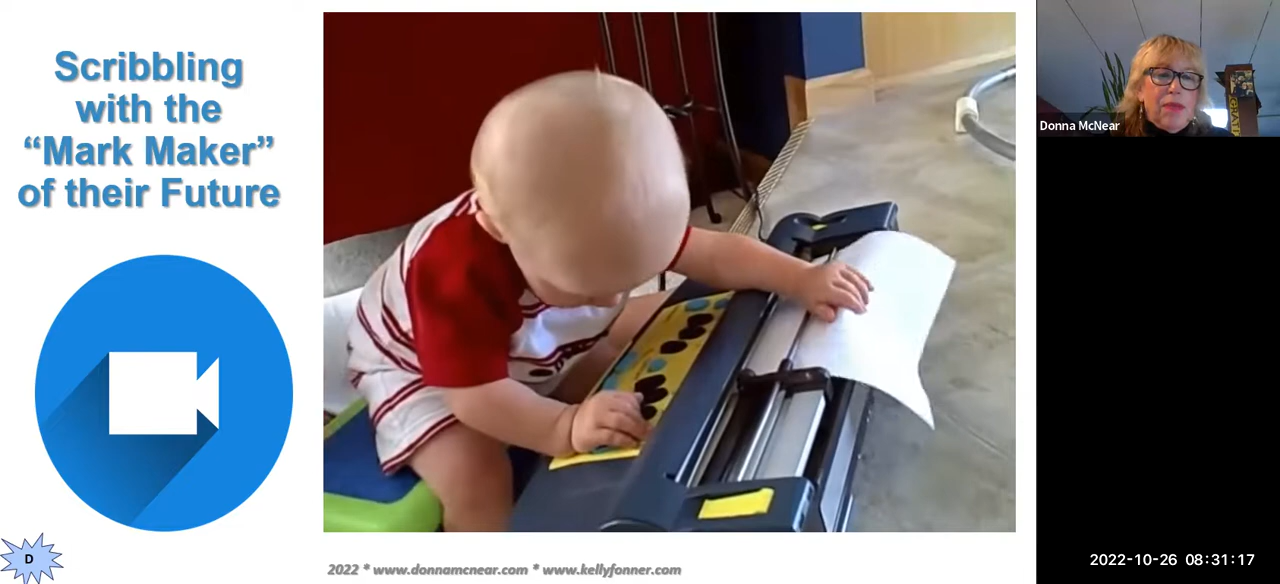 Scribbling
with the
“Mark Maker”
of their Future
D
2022 * www.donnamcnear.com * www.kellyfonner.com
Donna McNear
2022-10-26 08:31:17